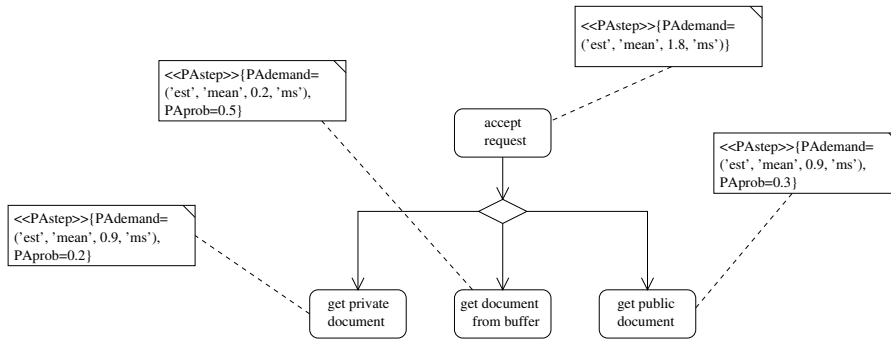 <<PAstep>>{PAdemand=
('est', 'mean', 1.8, 'ms')}
<<PAstep>>{PAdemand=
('est', 'mean', 0.2, 'ms'),
PAprob=0.5}
accept
request
<<PAstep>>{PAdemand=
('est', 'mean', 0.9, 'ms'),
PAprob=0.3}
<<PAstep>>{PAdemand=
('est', 'mean', 0.9, 'ms'),
PAprob=0.2}
get private
document
get document
from buffer
get public
document